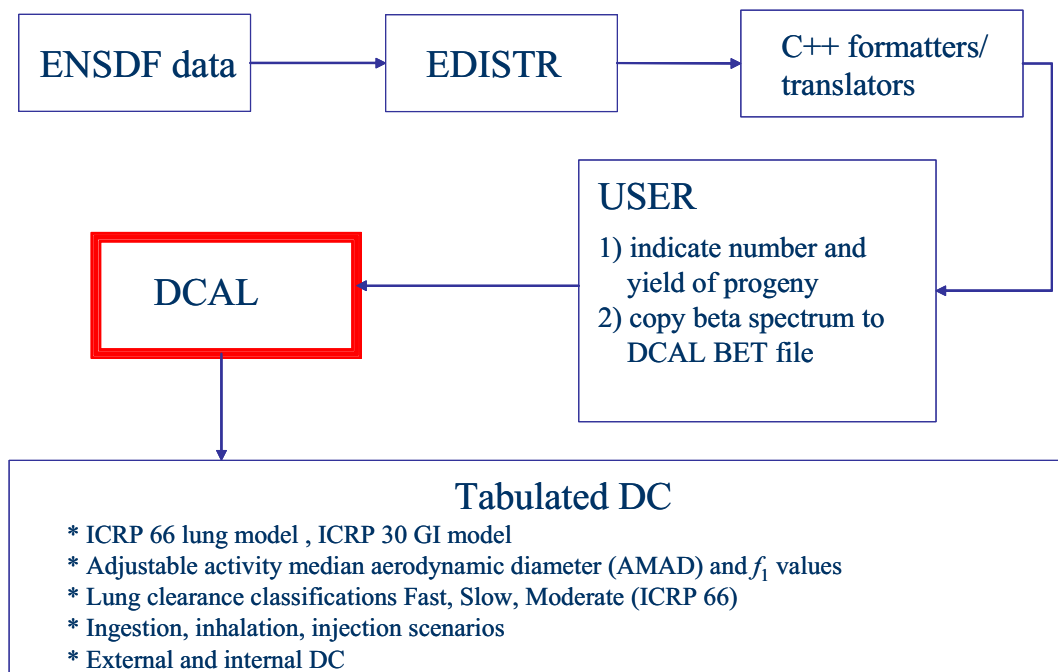 ENSDF data
EDISTR
C++ formatters/
translators
USER
1) indicate number and
yield of progeny
2) copy beta spectrum to
DCAL BET file
DCAL
Tabulated DC
* ICRP 66 lung model , ICRP 30 GI model
* Adjustable activity median aerodynamic diameter (AMAD) and f1 values
* Lung clearance classifications Fast, Slow, Moderate (ICRP 66)
* Ingestion, inhalation, injection scenarios
* External and internal DC